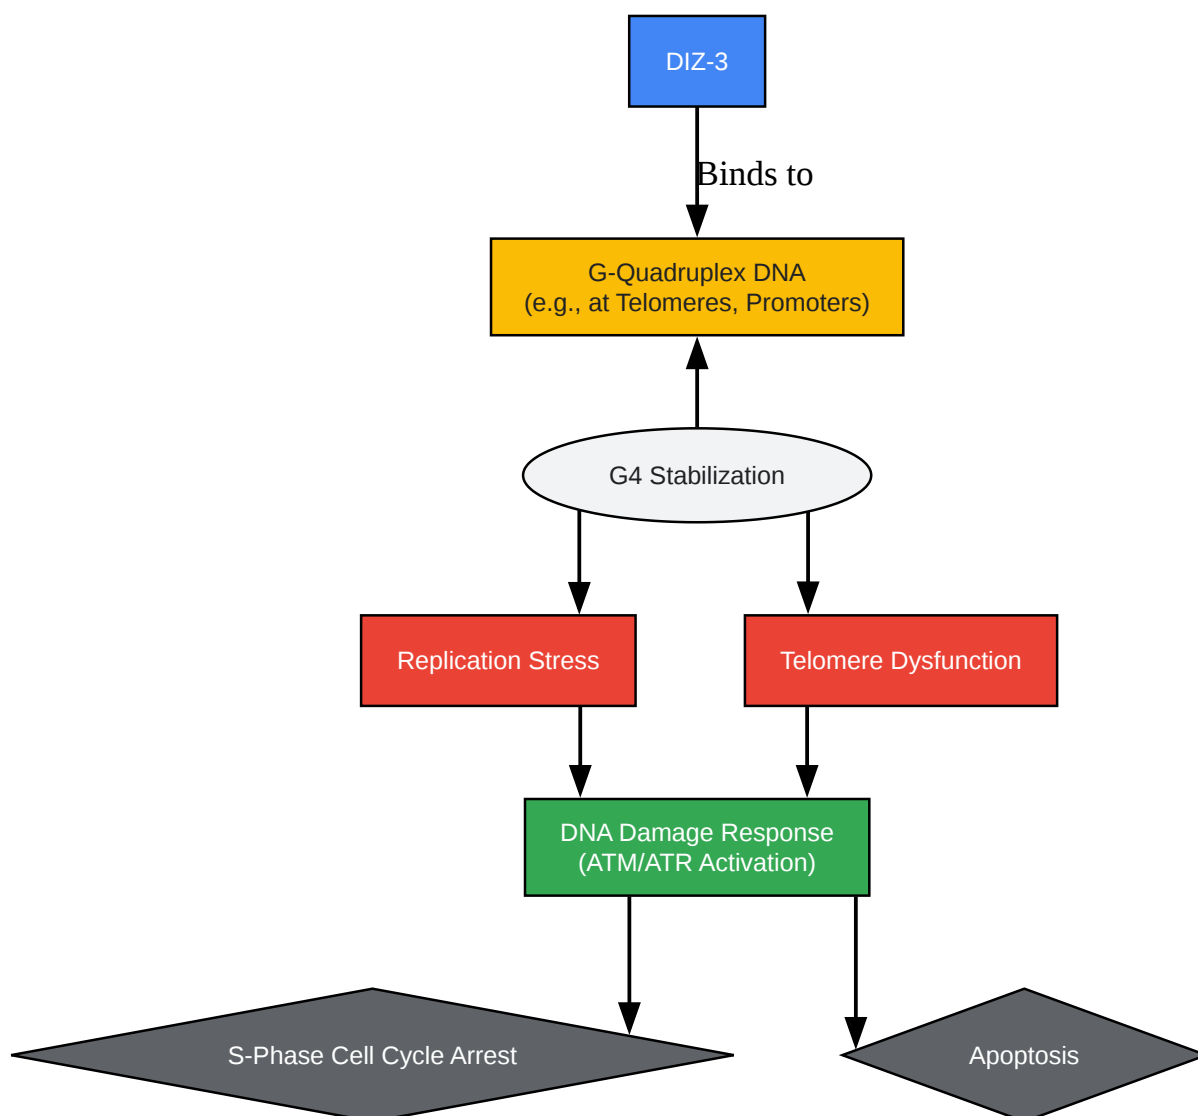 DIZ-3
Binds to
G-Quadruplex DNA
(e.g., at Telomeres, Promoters)
G4 Stabilization
Replication Stress
Telomere Dysfunction
DNA Damage Response
(ATM/ATR Activation)
S-Phase Cell Cycle Arrest
Apoptosis